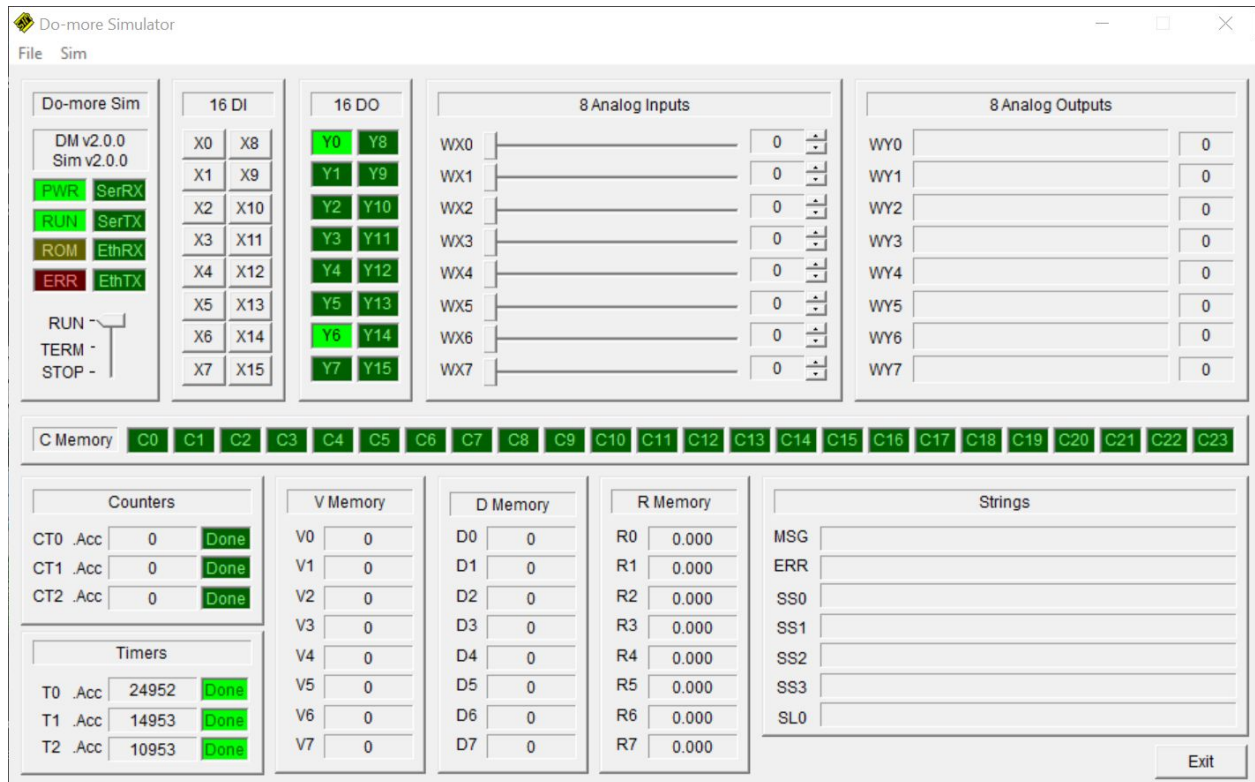 Do-more Simulator
File Sim
Do-more Sim
DM v2.0.0
Sim v2.0.0
PWR SerRX
RUN SerTX
ROM EthRX
ERR EthTX
RUN -
TERM -
STOP -
16 DI
X0 X8
X1 X9
X2 X10
X3 X11
X4 X12
X5 X13
X6 X14
X7 X15
16 DO
Y0 Y8
Y1 Y9
Y2 Y10
Y3 Y11
Y4 Y12
Y5 Y13
Y6 Y14
Y7 Y15
8 Analog Inputs
WX0 0
WX1 0
WX2 0
WX3 0
WX4 0
WX5 0
WX6 0
WX7 0
8 Analog Outputs
WY0 0
WY1 0
WY2 0
WY3 0
WY4 0
WY5 0
WY6 0
WY7 0
C Memory C0 C1 C2 C3 C4 C5 C6 C7 C8 C9 C10 C11 C12 C13 C14 C15 C16 C17 C18 C19 C20 C21 C22 C23
Counters
CT0 .Acc 0 Done
CT1 .Acc 0 Done
CT2 .Acc 0 Done
Timers
T0 .Acc 24952 Done
T1 .Acc 14953 Done
T2 .Acc 10953 Done
V Memory
V0 0
V1 0
V2 0
V3 0
V4 0
V5 0
V6 0
V7 0
D Memory
D0 0
D1 0
D2 0
D3 0
D4 0
D5 0
D6 0
D7 0
R Memory
R0 0.000
R1 0.000
R2 0.000
R3 0.000
R4 0.000
R5 0.000
R6 0.000
R7 0.000
Strings
MSG
ERR
SS0
SS1
SS2
SS3
SL0
Exit